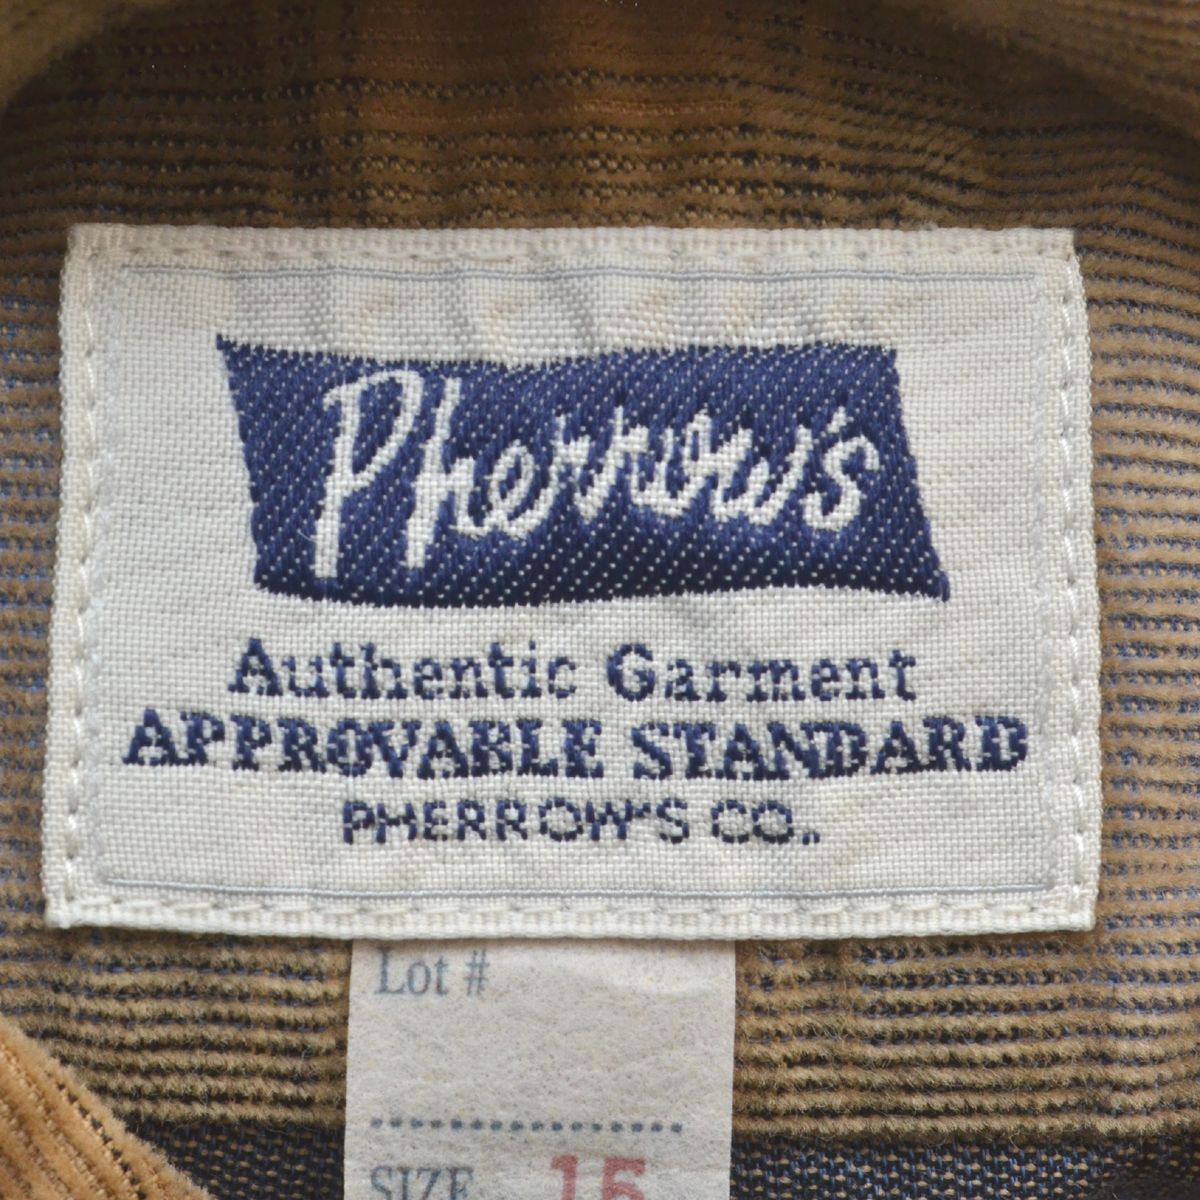 Pherrow's
Authentic Garment
APPROVABLE STANDARD
PHERROW'S CO.,
Lot #
SIZE 15